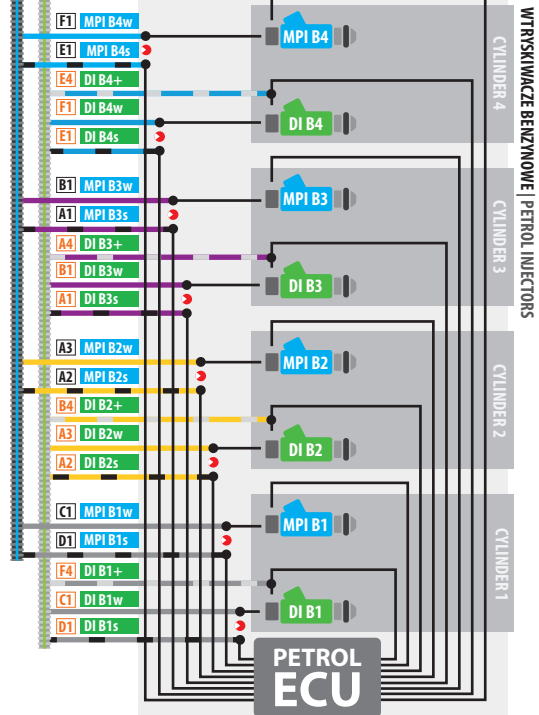 F1 MPI B4w
E1 MPI B4s
E4 DI B4+
F1 DI B4w
E1 DI B4s
MPI B4
DI B4
CYLINDER 4
B1 MPI B3w
A1 MPI B3s
A4 DI B3+
B1 DI B3w
A1 DI B3s
MPI B3
DI B3
CYLINDER 3
A3 MPI B2w
A2 MPI B2s
B4 DI B2+
A3 DI B2w
A2 DI B2s
MPI B2
DI B2
CYLINDER 2
C1 MPI B1w
D1 MPI B1s
F4 DI B1+
C1 DI B1w
D1 DI B1s
MPI B1
DI B1
CYLINDER 1
PETROL
ECU
WTRYSKIWACZE BENZYNOWE | PETROL INJECTORS